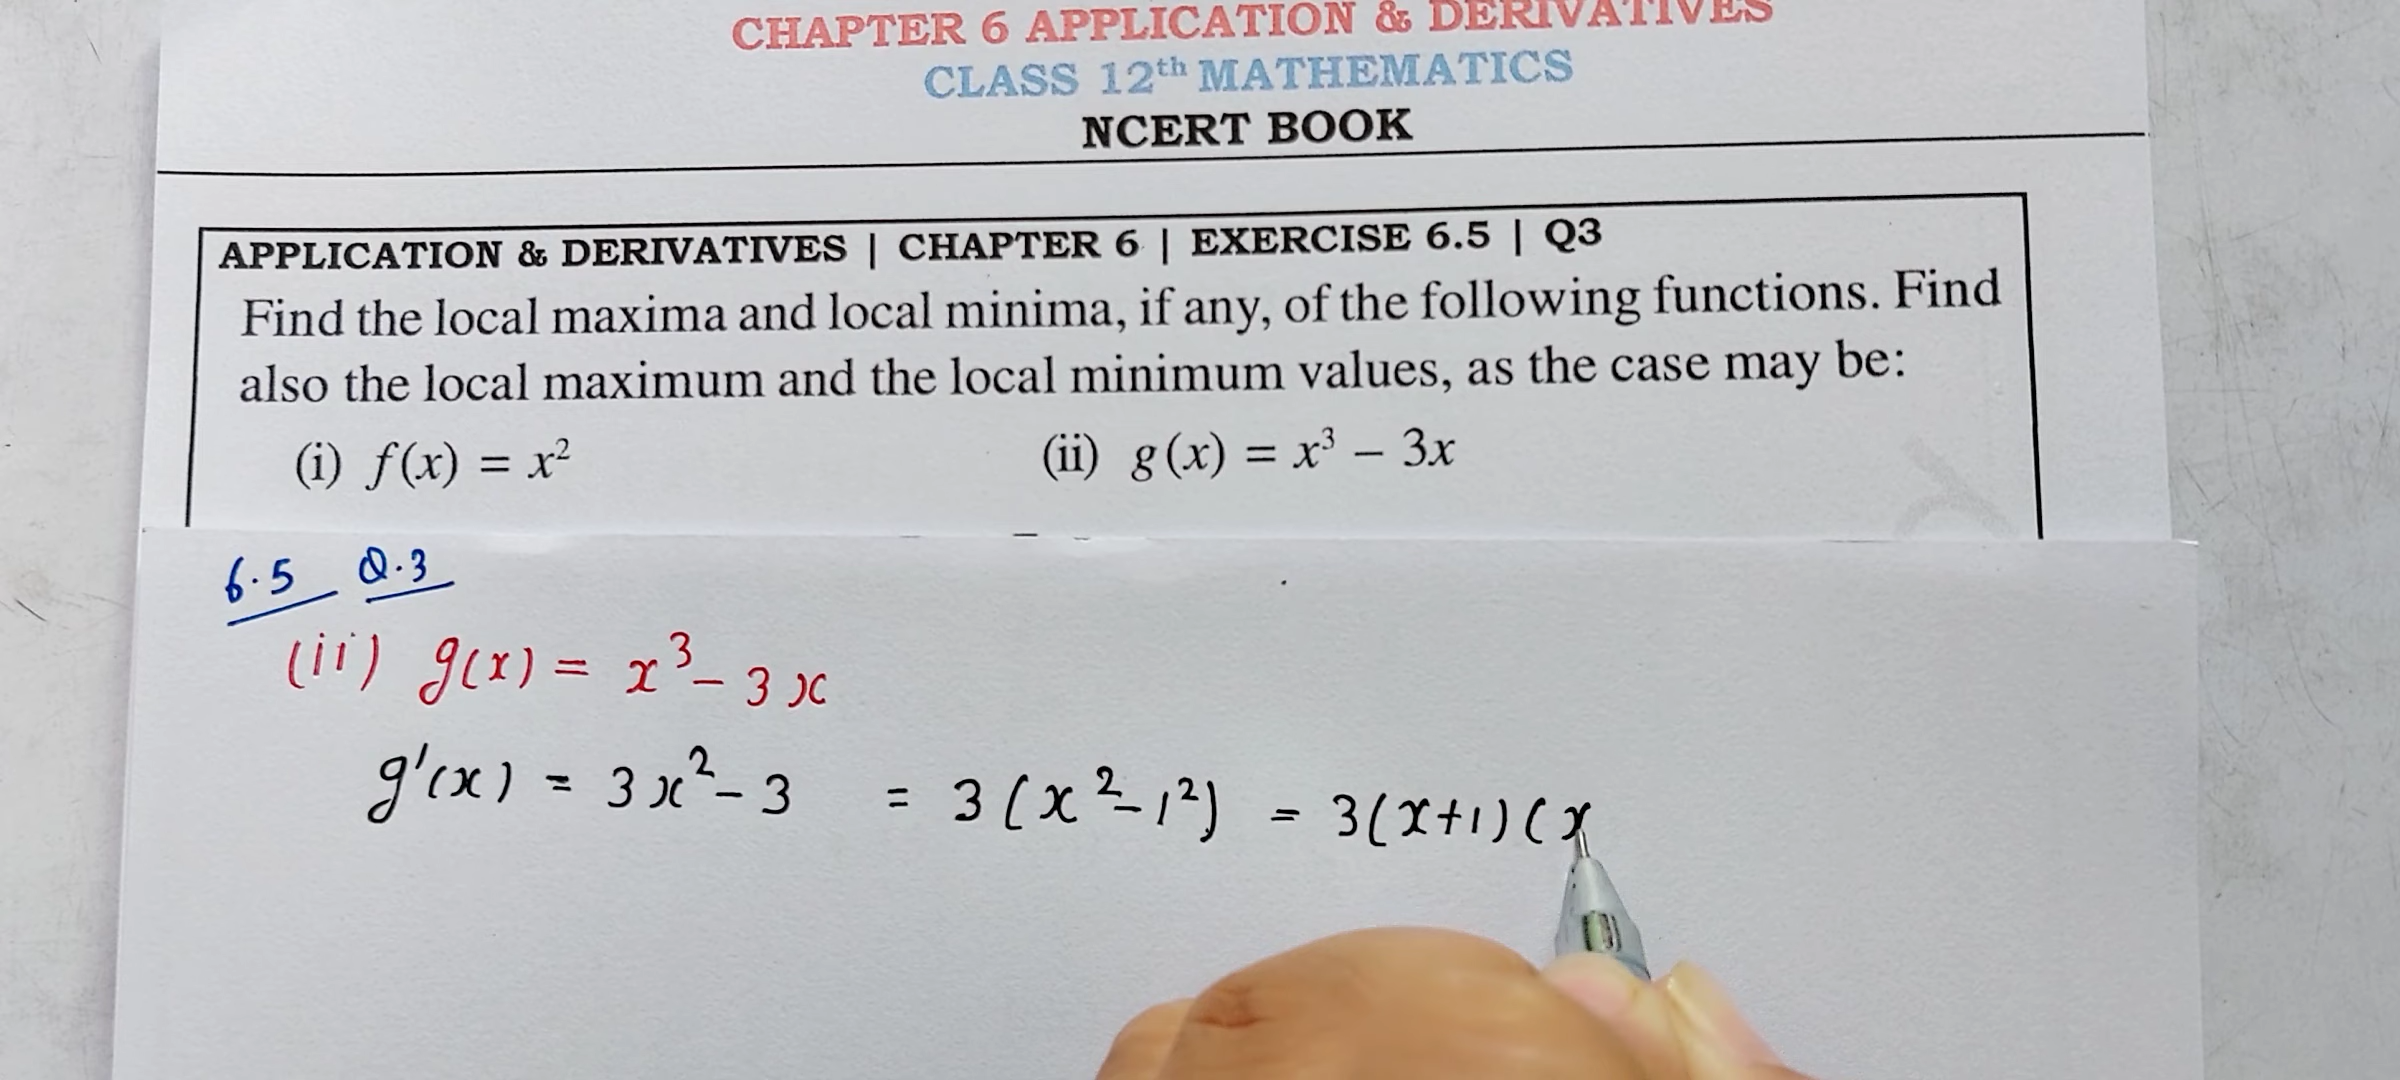 CHAPTER 6 APPLICATION & DERIVATIVES
CLASS 12th MATHEMATICS
NCERT BOOK
APPLICATION & DERIVATIVES | CHAPTER 6 | EXERCISE 6.5 | Q3
Find the local maxima and local minima, if any, of the following functions. Find
also the local maximum and the local minimum values, as the case may be:
(i) f(x) = x² (ii) g(x) = x³ – 3x
6.5 Q.3
(ii) g(x) = x³ – 3x
g'(x) = 3x² – 3 = 3(x² – 1²) = 3(x+1)(x